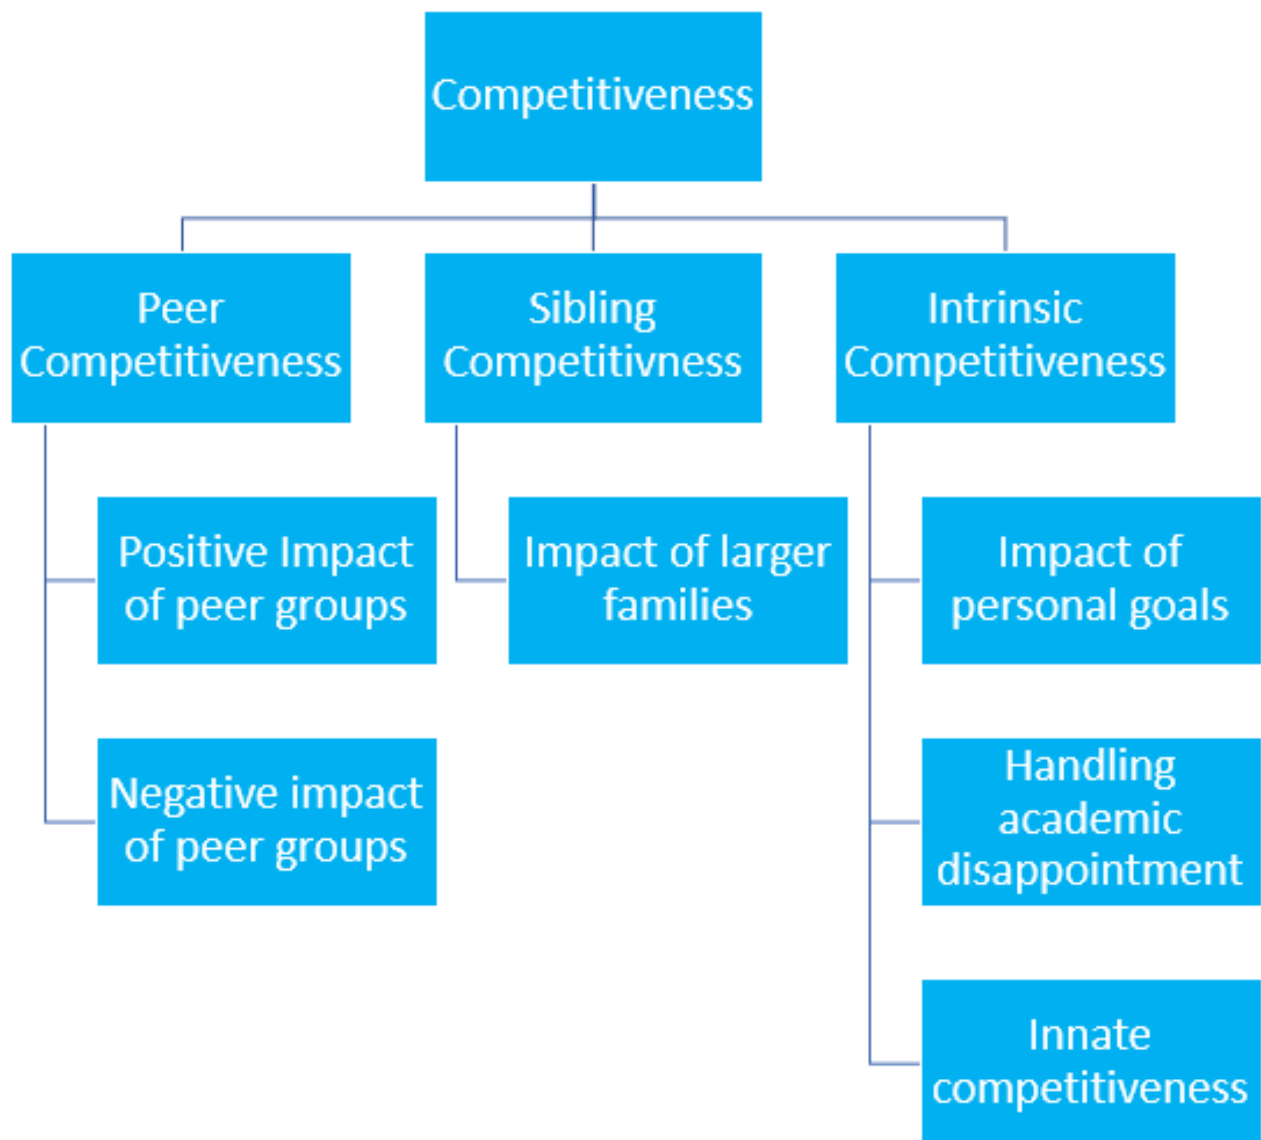 Competitiveness
Peer
Competitiveness
Sibling
Competitivness
Intrinsic
Competitiveness
Positive Impact
of peer groups
Impact of larger
families
Impact of
personal goals
Negative impact
of peer groups
Handling
academic
disappointment
Innate
competitiveness